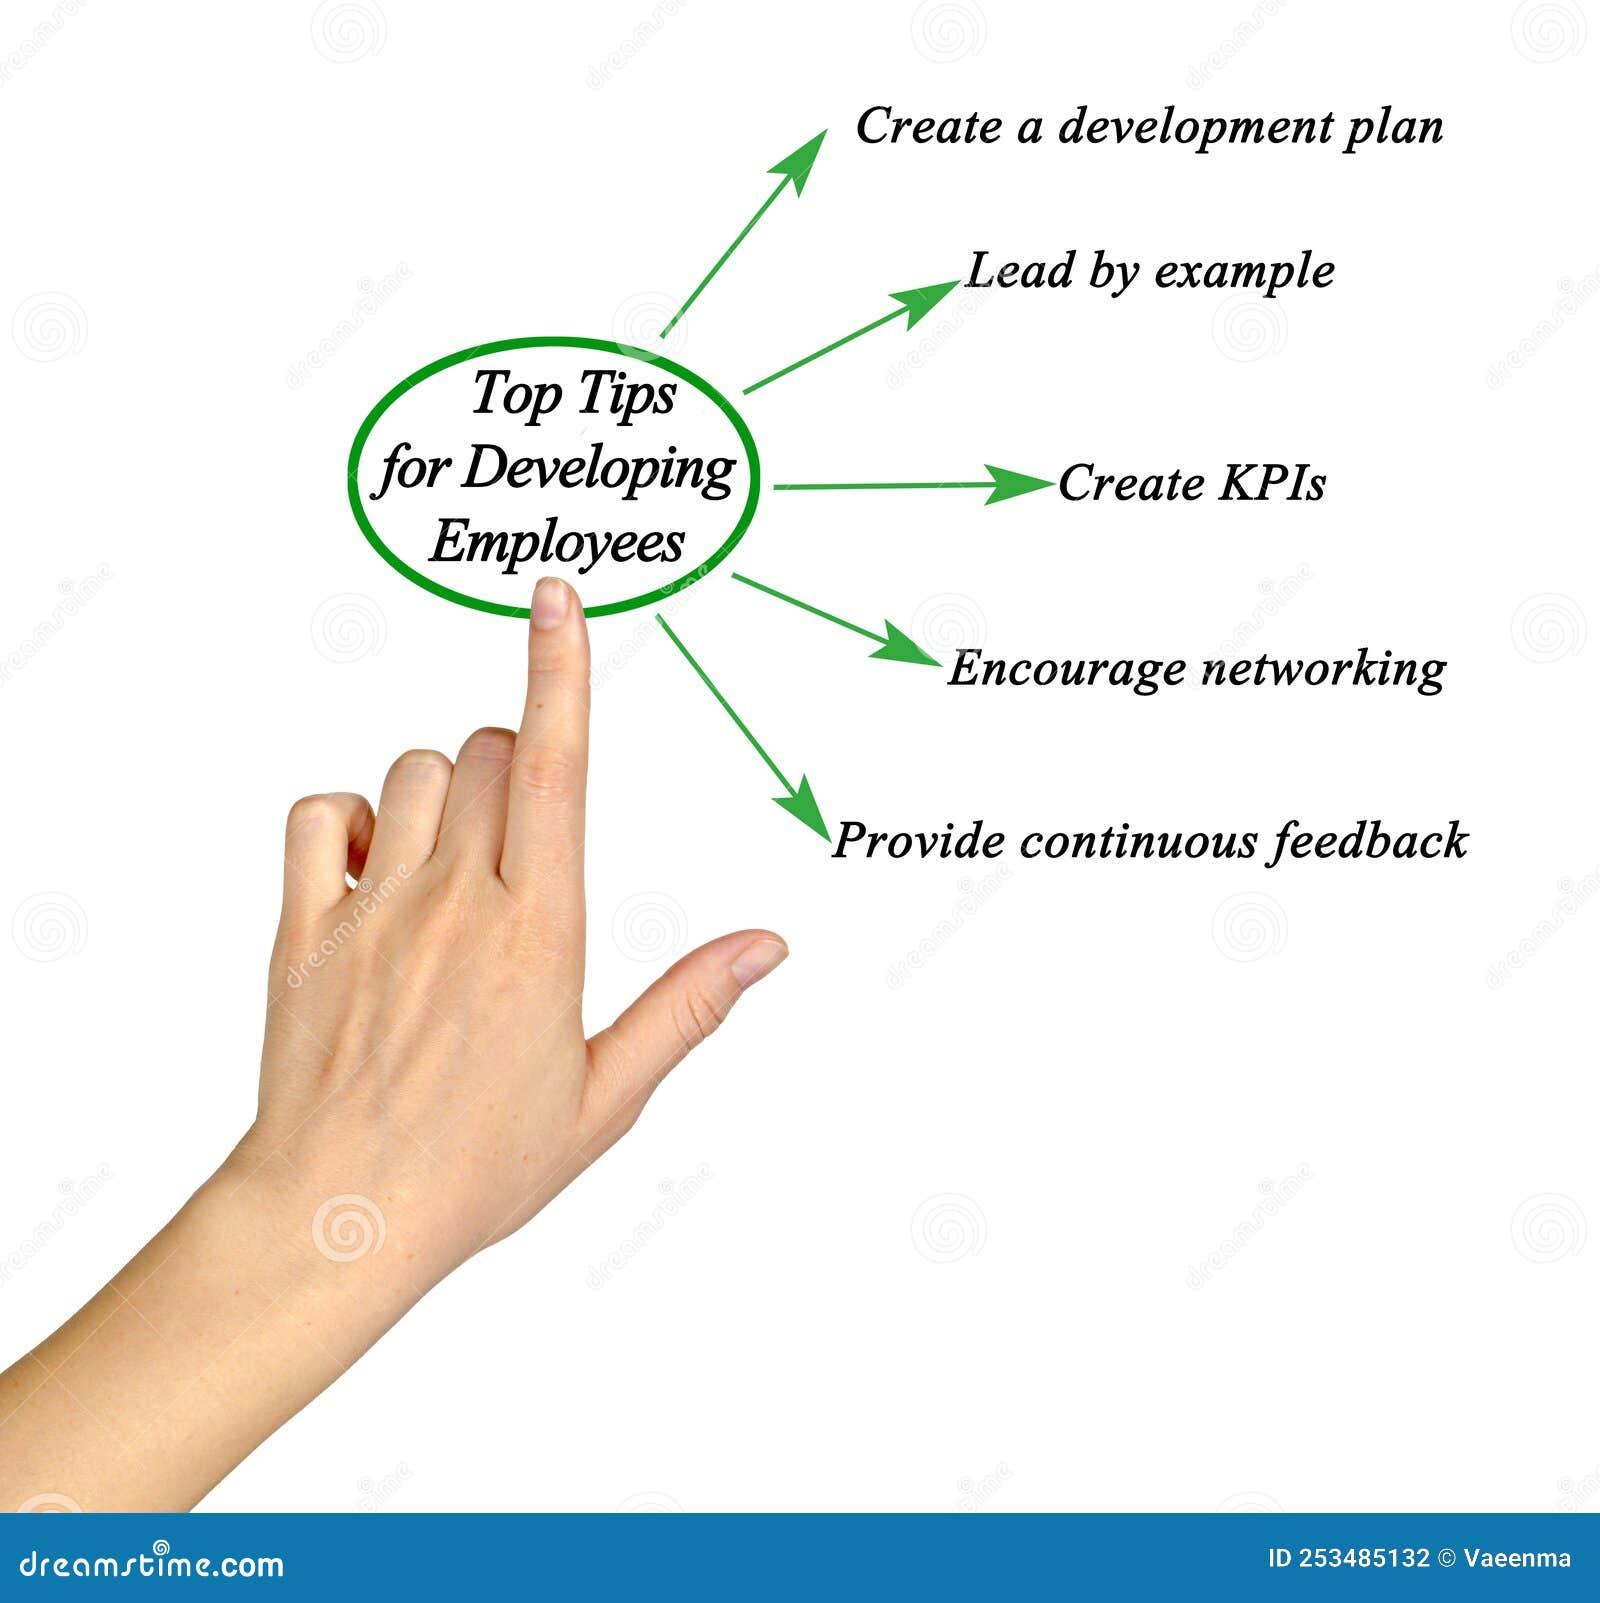 Create a development plan
Lead by example
Top Tips
for Developing
Employees
Create KPIs
Encourage networking
Provide continuous feedback
dreamstime.com
ID 253485132 © Vaeenma